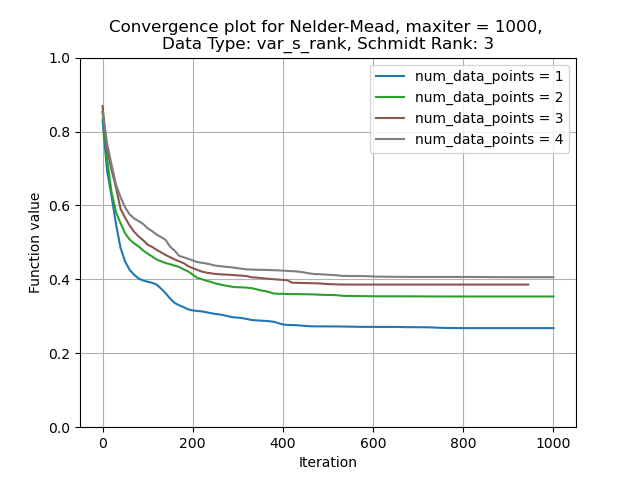 Convergence plot for Nelder-Mead, maxiter = 1000,
Data Type: var_s_rank, Schmidt Rank: 3
num_data_points = 1
num_data_points = 2
num_data_points = 3
num_data_points = 4
Function value
1.0
0.8
0.6
0.4
0.2
0.0
0 200 400 600 800 1000
Iteration